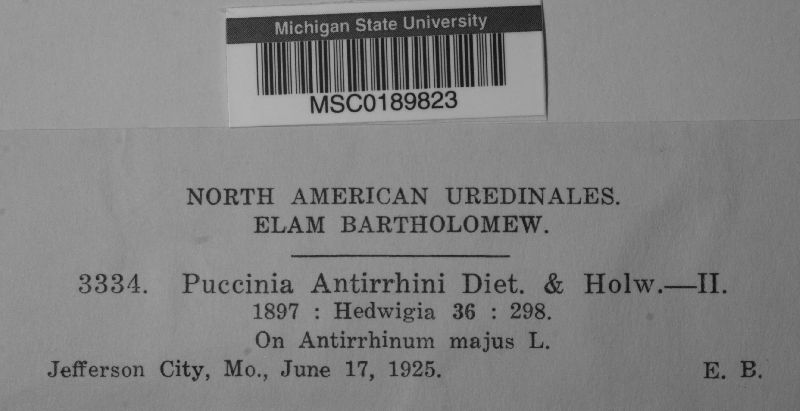 Michigan State University
MSC0189823
NORTH AMERICAN UREDINALES.
ELAM BARTHOLOMEW.
3334. Puccinia Antirrhini Diet. & Holw.—II.
1897 : Hedwigia 36 : 298.
On Antirrhinum majus L.
Jefferson City, Mo., June 17, 1925. E. B.